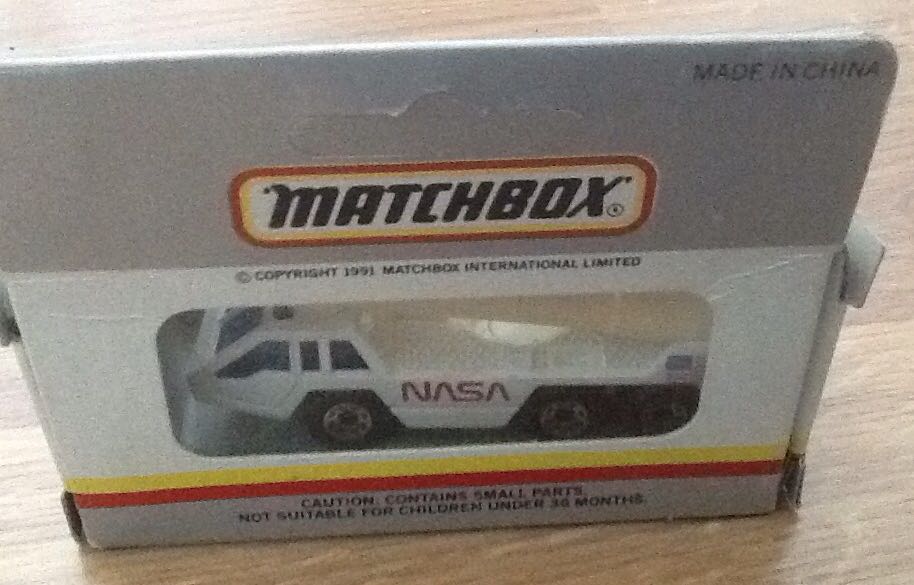 MADE IN CHINA
MATCHBOX®
© COPYRIGHT 1991 MATCHBOX INTERNATIONAL LIMITED
NASA
CAUTION. CONTAINS SMALL PARTS.
NOT SUITABLE FOR CHILDREN UNDER 36 MONTHS.